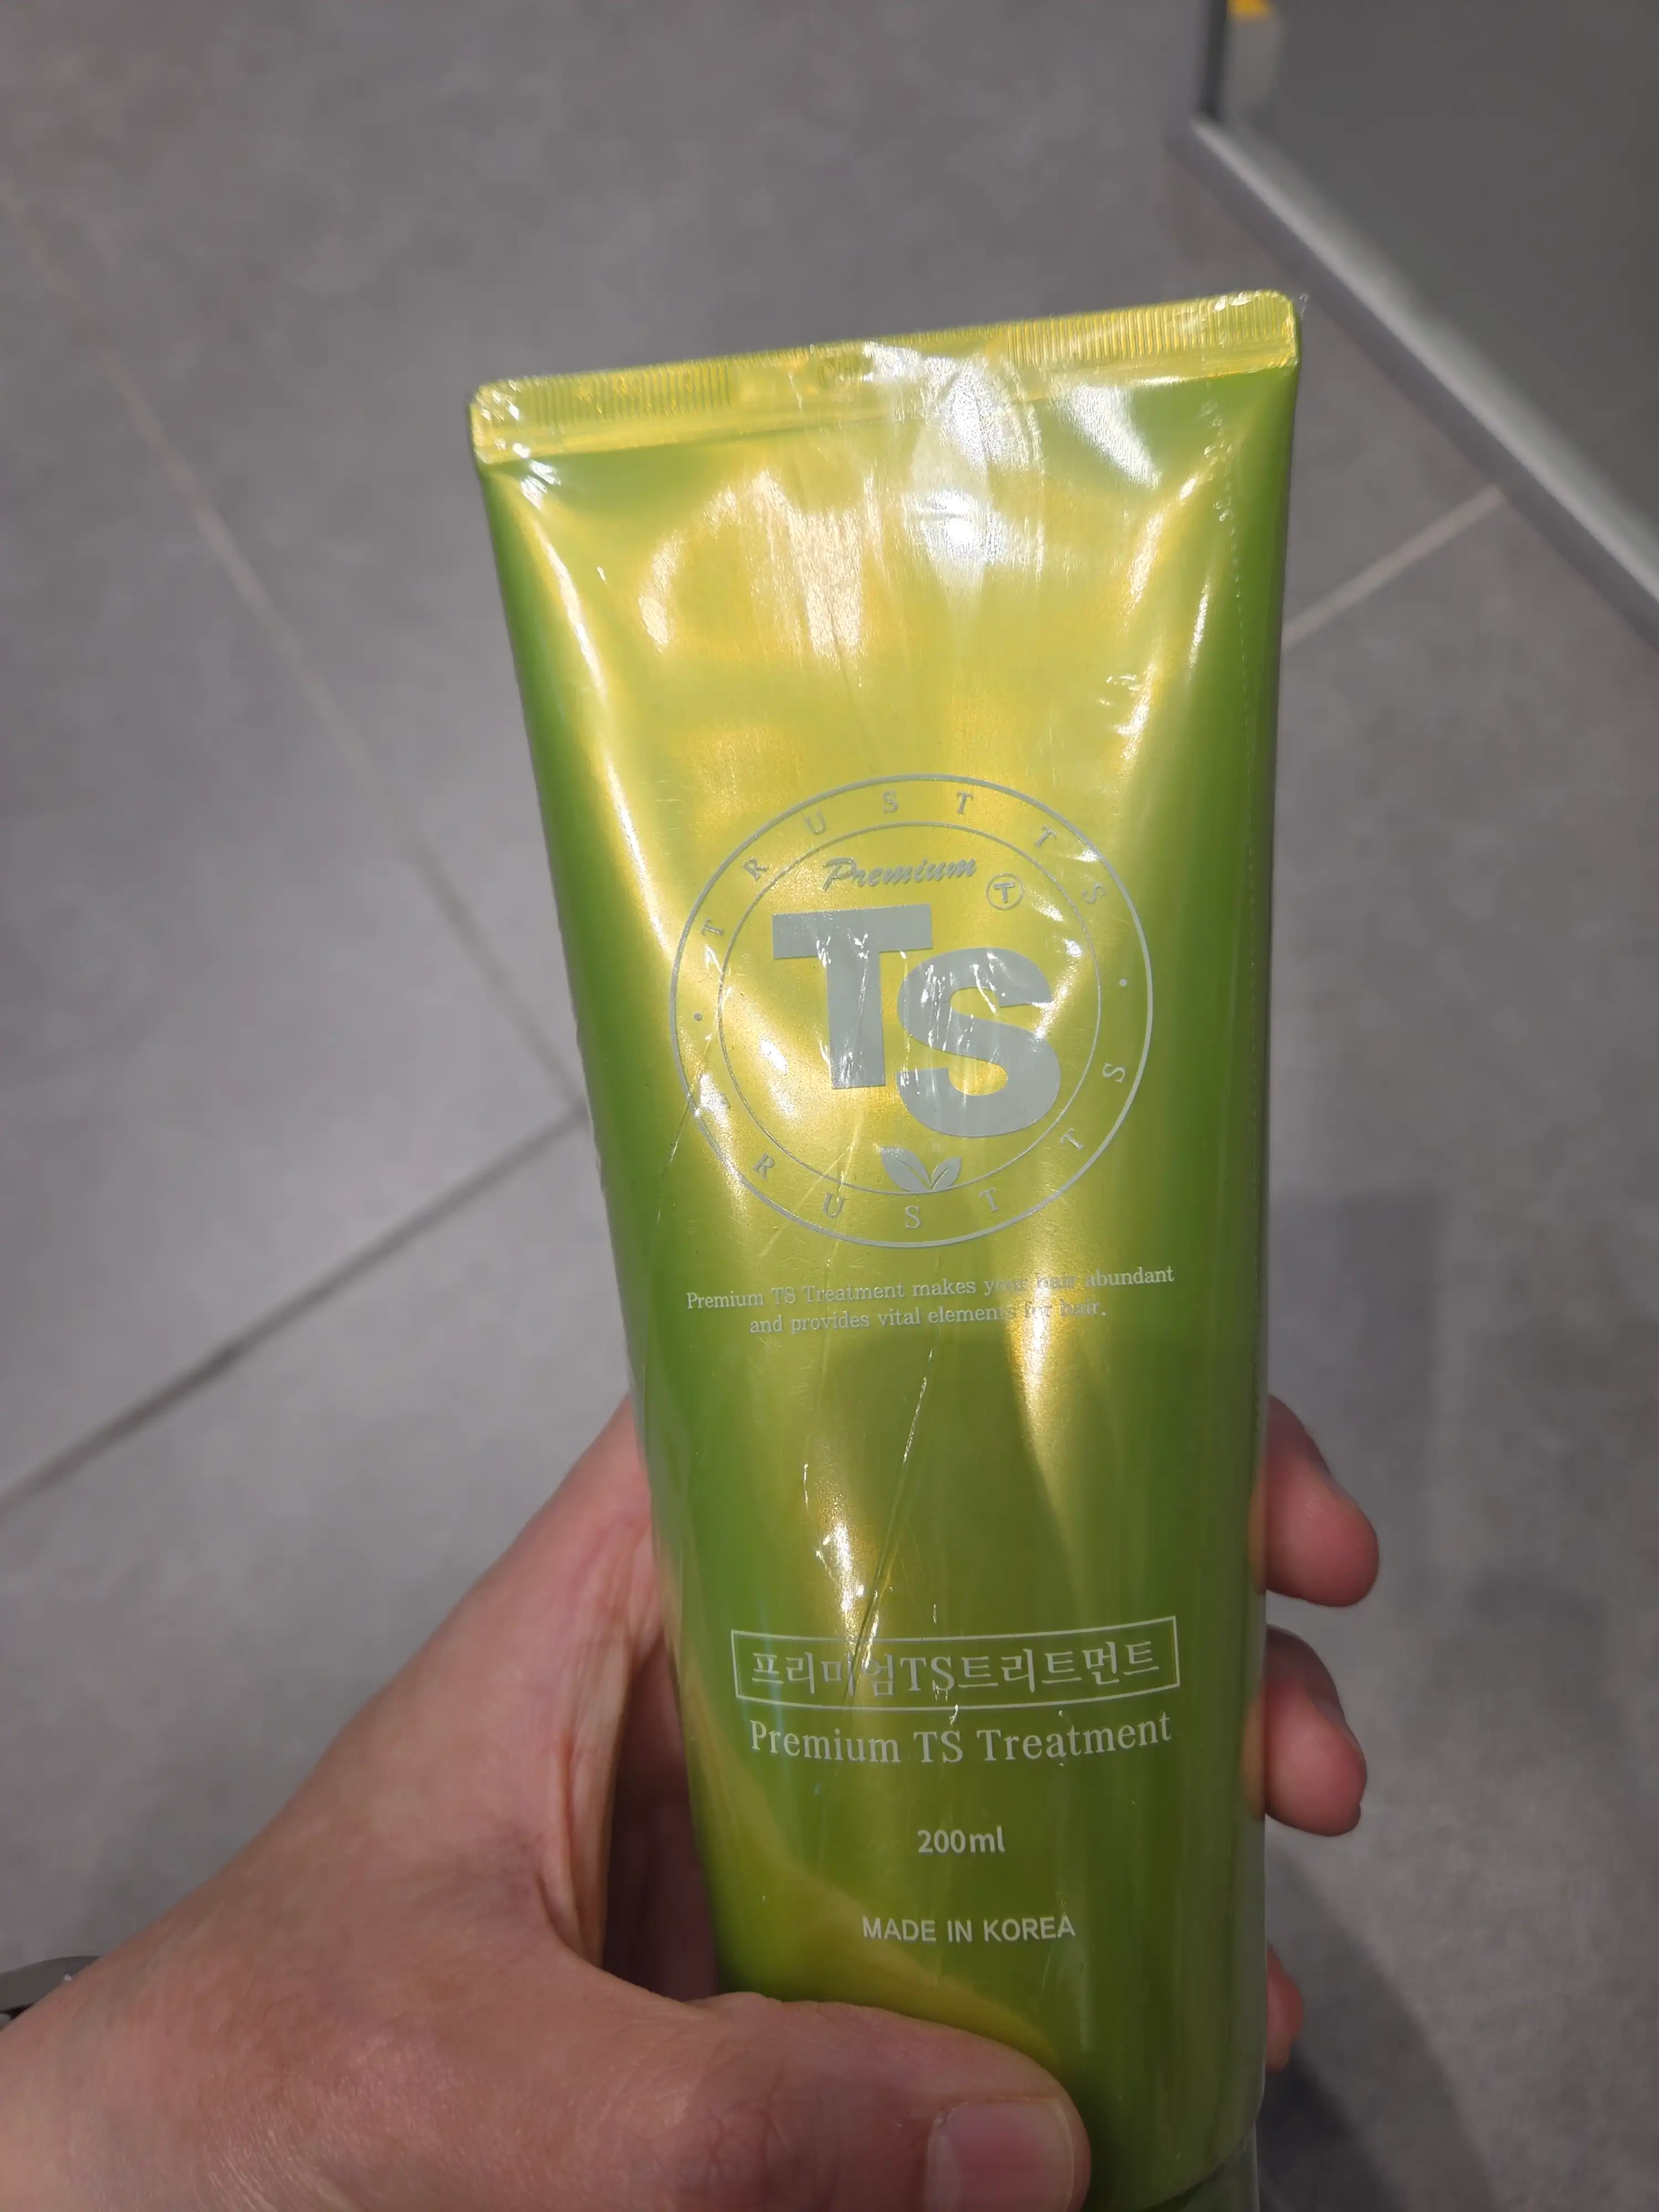 TRUST TS
Premium
T
TS
TRUST TS
Premium TS Treatment makes your hair abundant
and provides vital elements for hair.
프리미엄TS트리트먼트
Premium TS Treatment
200ml
MADE IN KOREA